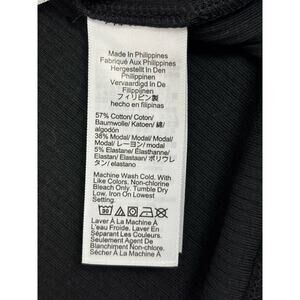 Made In Philippines
Fabriqué Aux Philippines
Hergestellt In Den
Philippinen
Vervaardigd In De
Filippijnen
フィリピン製
hecho en filipinas
57% Cotton/ Coton/
Baumwolle/ Katoen/ 綿/
algodón
38% Modal/ Modal/ Modal/
Modal/ レーヨン/ modal
5% Elastane/ Élasthanne/
Elastan/ Elastaan/ ポリウレ
タン/ elastano
Machine Wash Cold. With
Like Colors. Non-chlorine
Bleach Only. Tumble Dry
Low. Iron On Lowest
Setting.
30
Laver À La Machine À
L'eau Froide. Laver En
Séparant Les Couleurs.
Seulement Agent De
Blanchiment Non-Chloré
Sécher À La Machine À